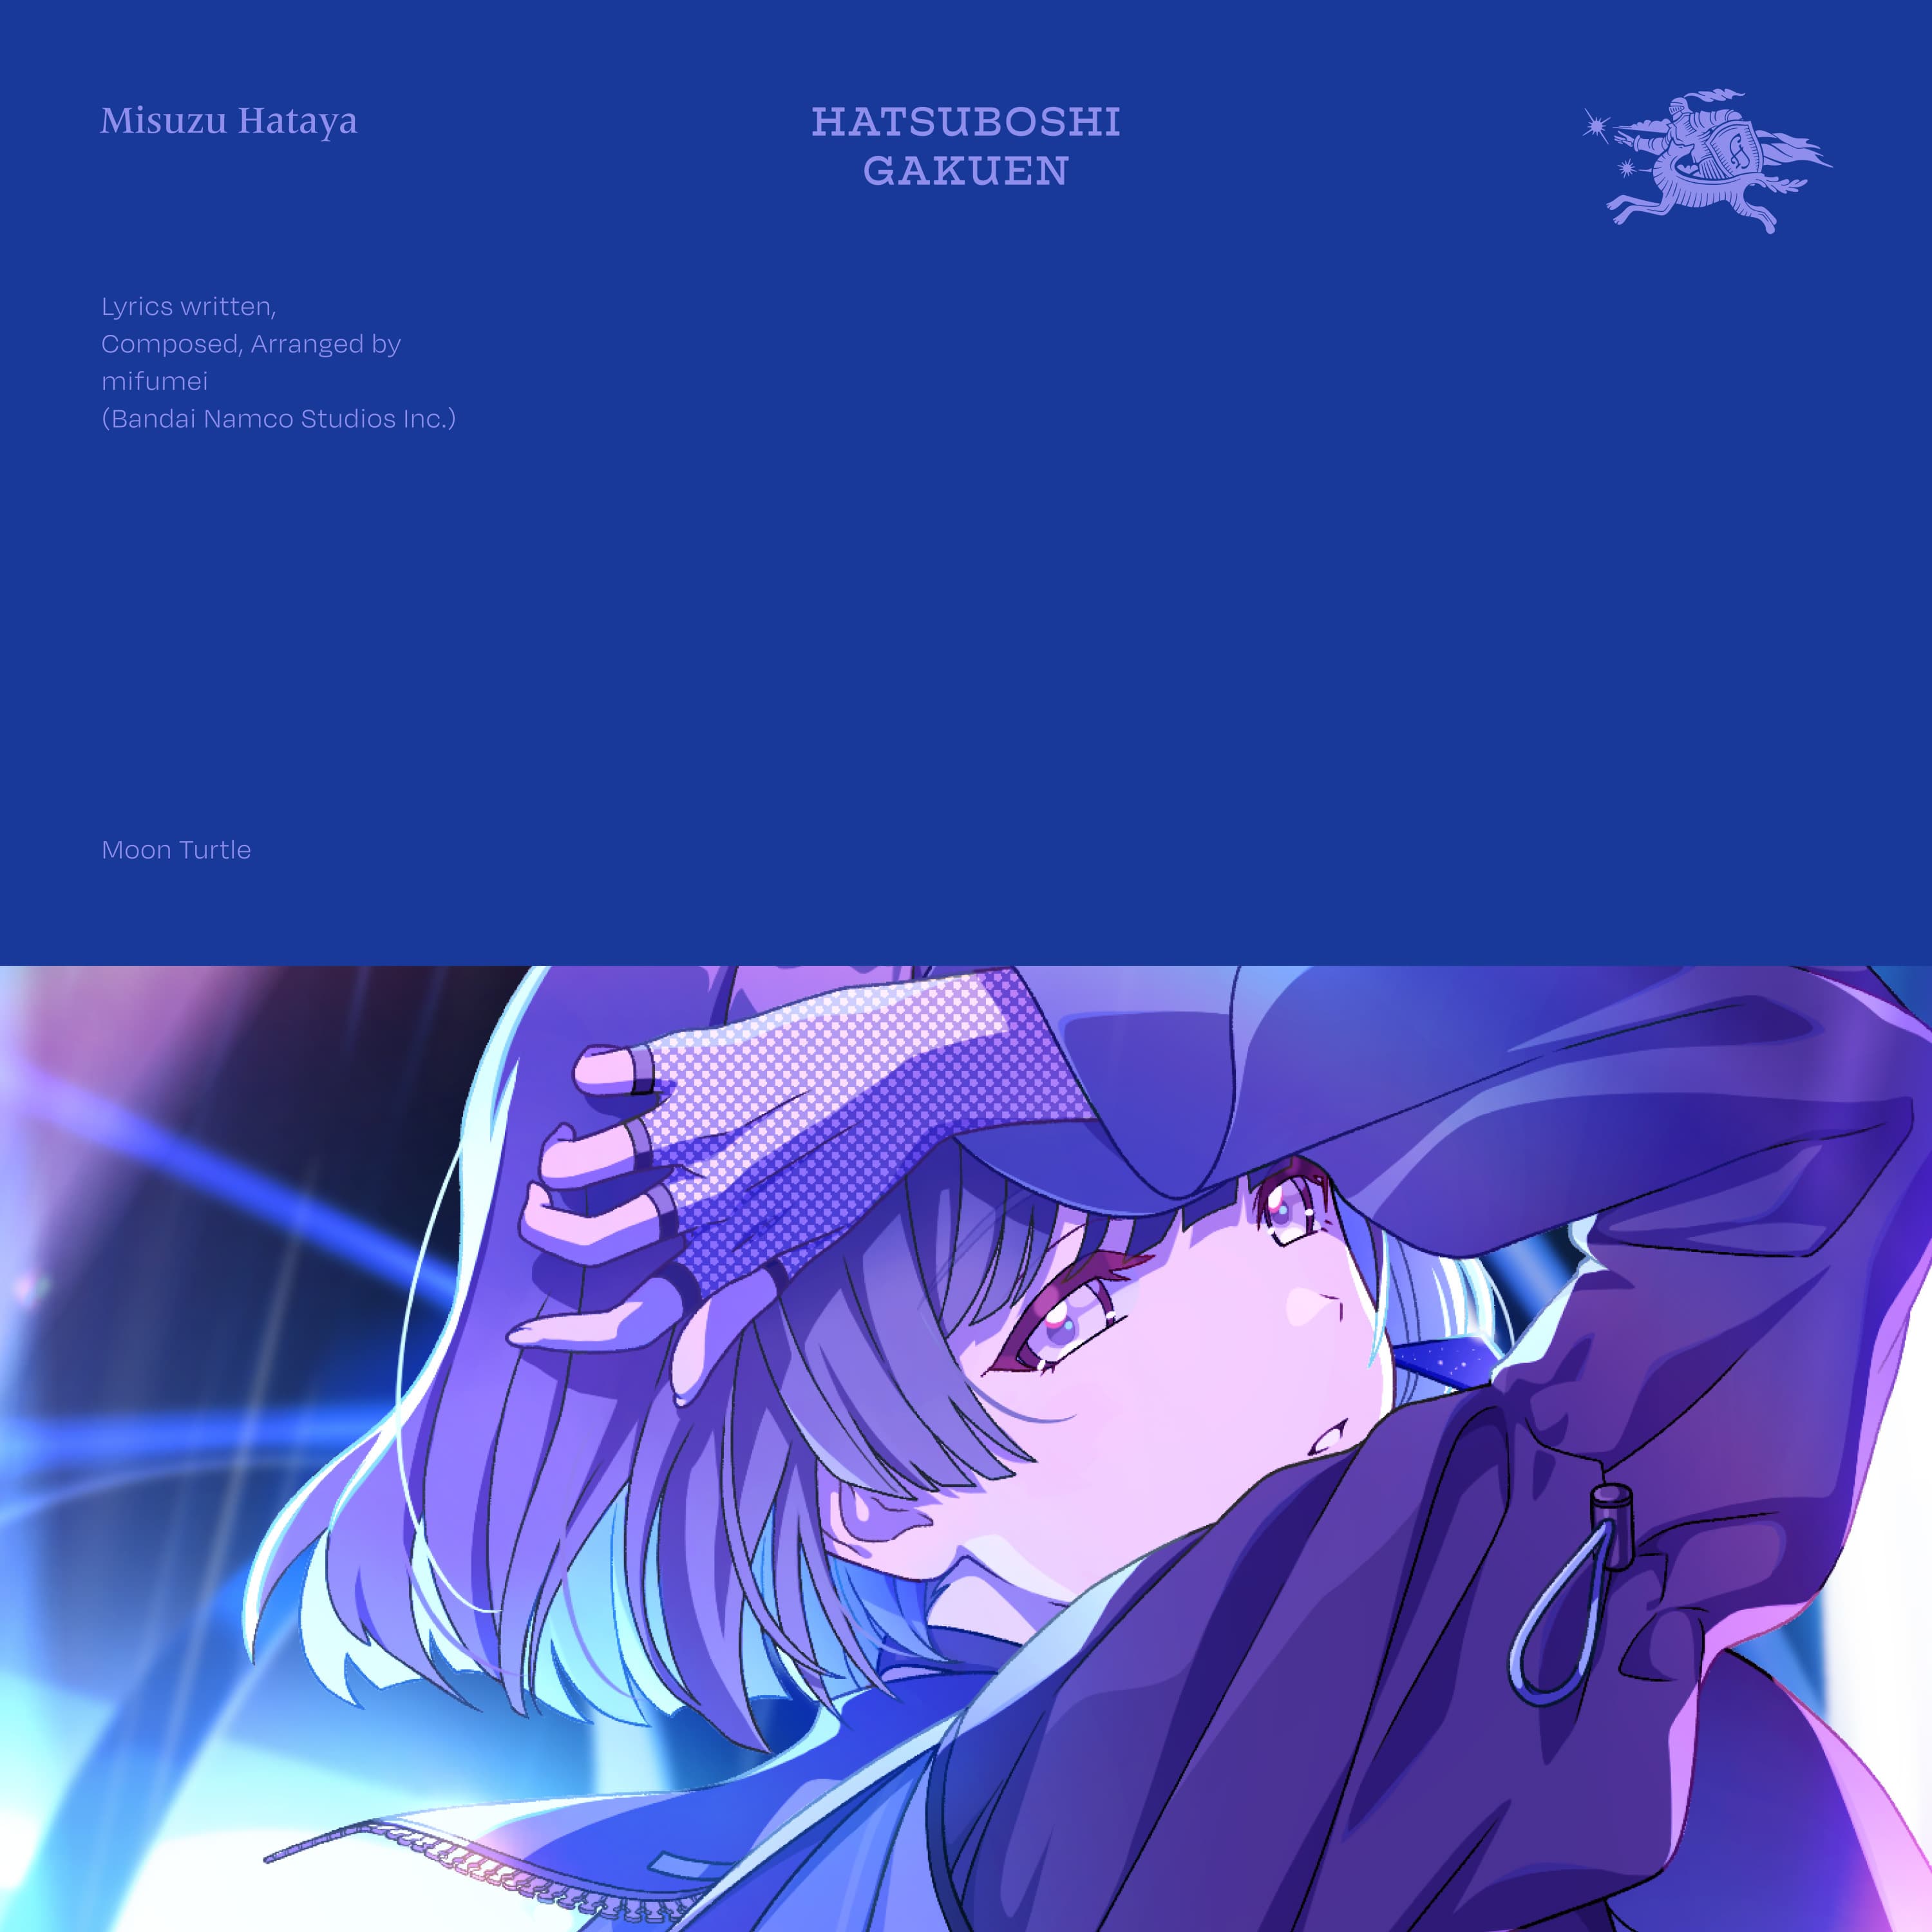 Misuzu Hataya
HATSUBOSHI
GAKUEN
Lyrics written,
Composed, Arranged by
mifumei
(Bandai Namco Studios Inc.)
Moon Turtle